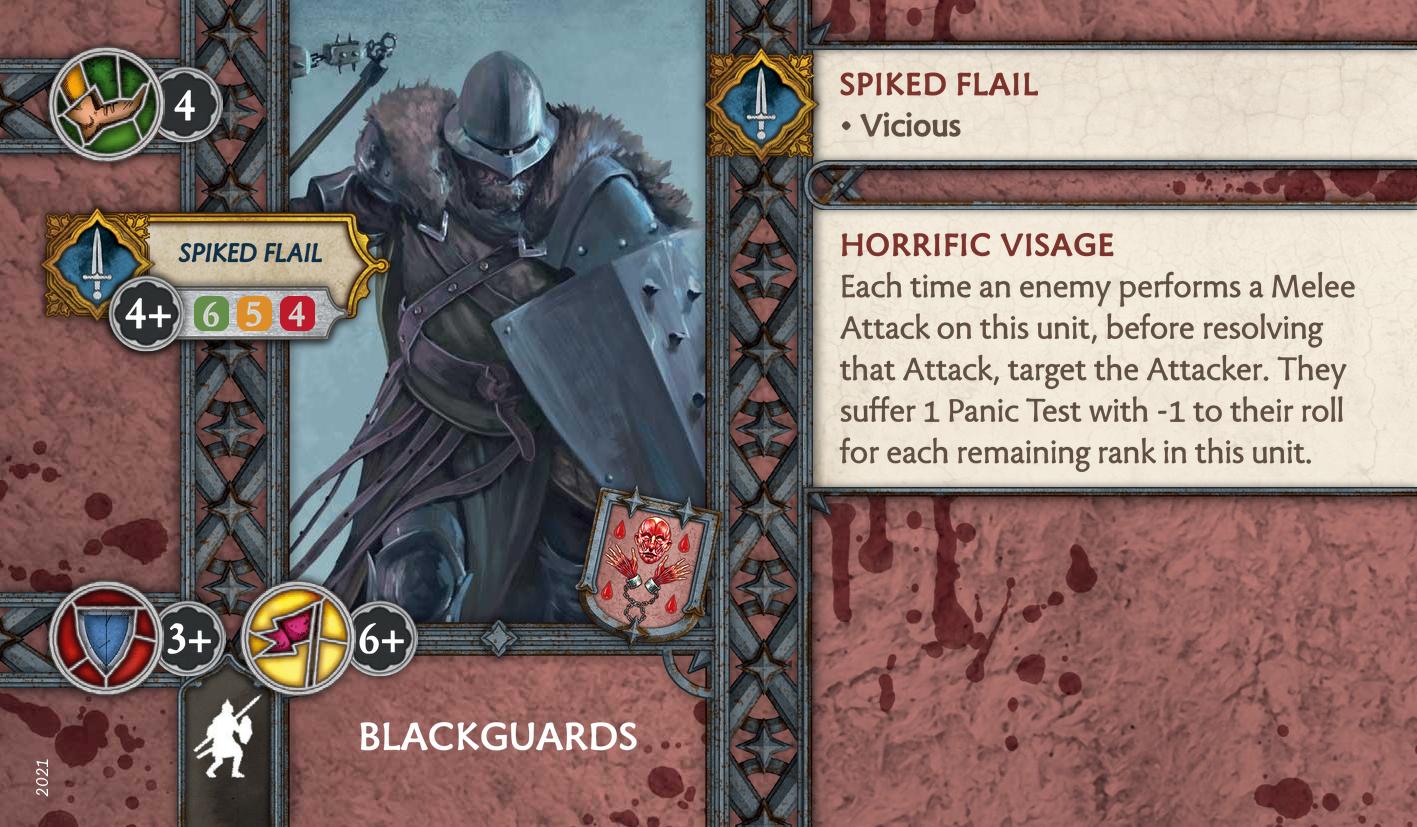 4
SPIKED FLAIL
4+ 6 5 4
3+ 6+
BLACKGUARDS
2021
SPIKED FLAIL
• Vicious
HORRIFIC VISAGE
Each time an enemy performs a Melee
Attack on this unit, before resolving
that Attack, target the Attacker. They
suffer 1 Panic Test with -1 to their roll
for each remaining rank in this unit.